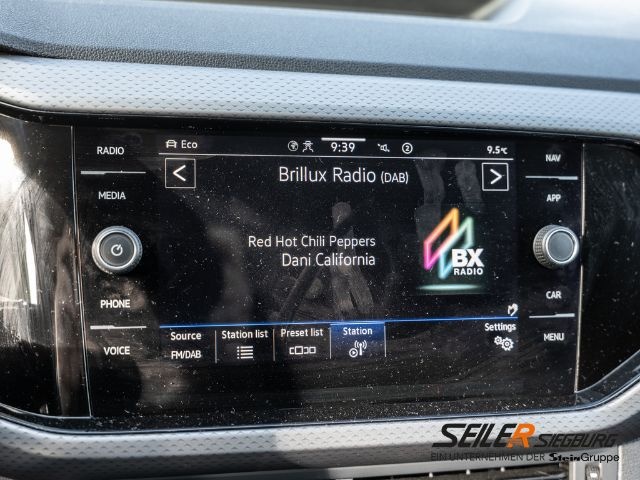 RADIO
MEDIA
PHONE
VOICE
Eco 9:39 2 9.5°C
Brillux Radio (DAB)
Red Hot Chili Peppers
Dani California
BX
RADIO
Source Station list Preset list Station Settings
FM/DAB
NAV
APP
CAR
MENU
SEILER SIEGBURG
EIN UNTERNEHMEN DER SteinGruppe